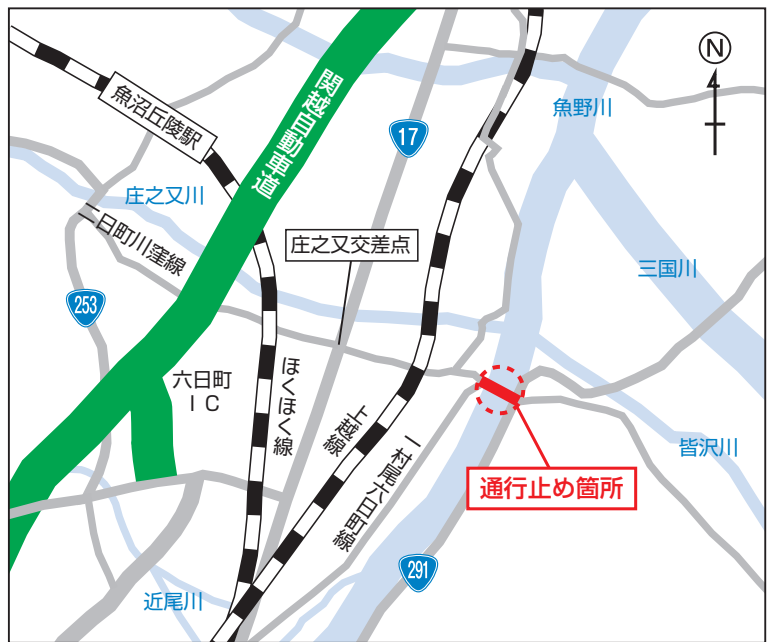 N
魚沼丘陵駅
関越自動車道
17
魚野川
庄之又川
二日町川窪線
庄之又交差点
三国川
253
六日町
ＩＣ
ほくほく線
上越線
一村尾六日町線
皆沢川
通行止め箇所
291
近尾川